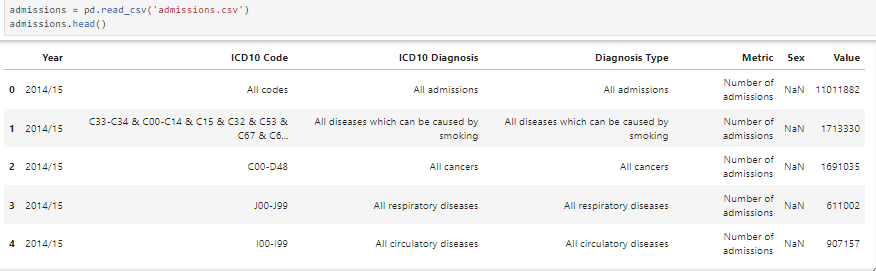 admissions = pd.read_csv('admissions.csv')
admissions.head()
Year ICD10 Code ICD10 Diagnosis Diagnosis Type Metric Sex Value
0 2014/15 All codes All admissions All admissions Number of admissions NaN 11011882
1 2014/15 C33-C34 & C00-C14 & C15 & C32 & C53 & C67 & C6... All diseases which can be caused by smoking All diseases which can be caused by smoking Number of admissions NaN 1713330
2 2014/15 C00-D48 All cancers All cancers Number of admissions NaN 1691035
3 2014/15 J00-J99 All respiratory diseases All respiratory diseases Number of admissions NaN 611002
4 2014/15 I00-I99 All circulatory diseases All circulatory diseases Number of admissions NaN 907157